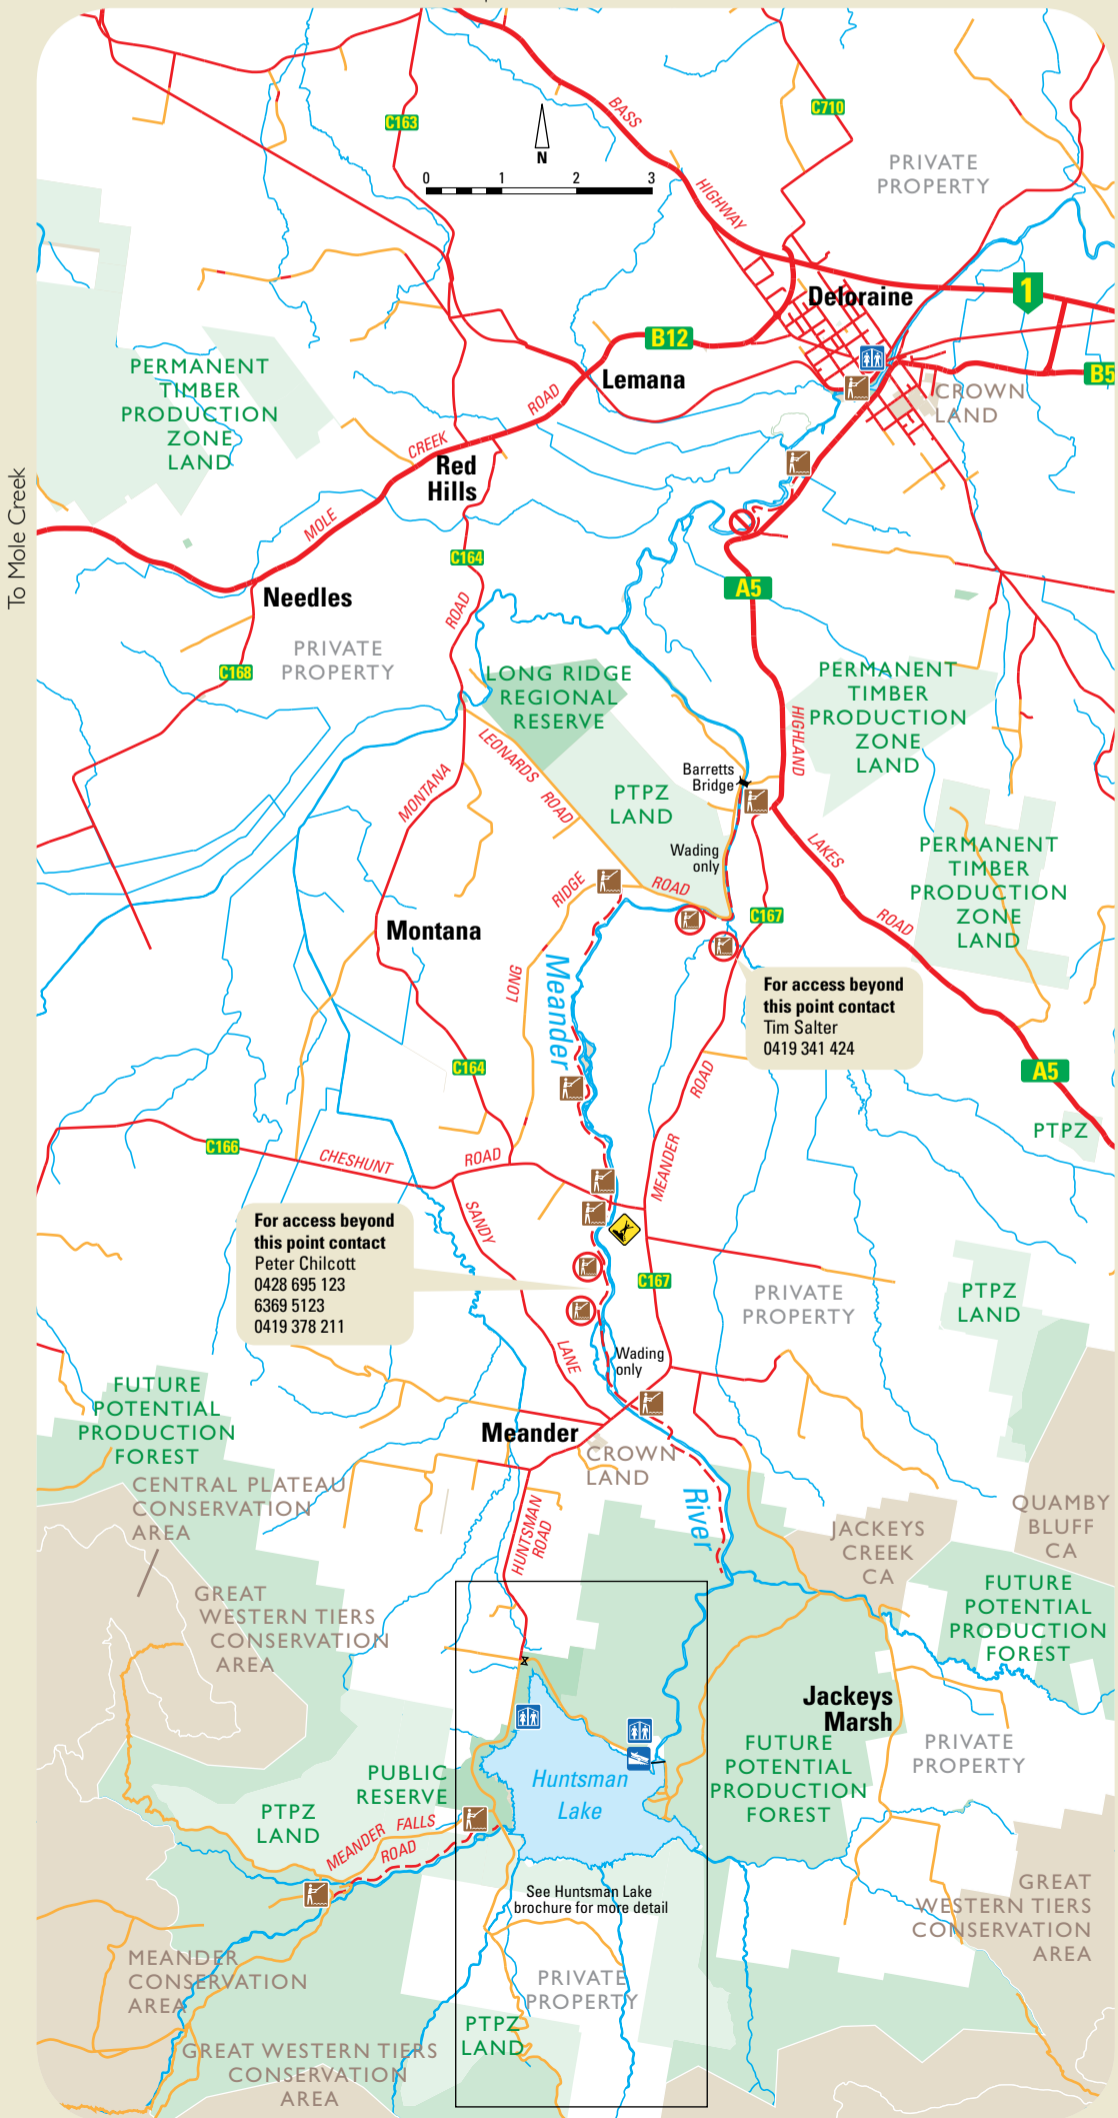 C163
BASS
C710
N
0 1 2 3
PRIVATE
PROPERTY
HIGHWAY
Deloraine
1
B12
Lemana
B5
CROWN
LAND
PERMANENT
TIMBER
PRODUCTION
ZONE
LAND
ROAD
CREEK
Red
Hills
MOLE
To Mole Creek
C164
A5
Needles
ROAD
PRIVATE
PROPERTY
C168
LONG RIDGE
REGIONAL
RESERVE
PERMANENT
TIMBER
PRODUCTION
ZONE
LAND
HIGHLAND
LEONARDS
ROAD
MONTANA
Barretts
Bridge
PTPZ
LAND
Wading
only
LAKES
ROAD
PERMANENT
TIMBER
PRODUCTION
ZONE
LAND
RIDGE
ROAD
C167
Montana
LONG
Meander
For access beyond
this point contact
Tim Salter
0419 341 424
C164
ROAD
A5
PTPZ
C166
CHESHUNT
ROAD
MEANDER
SANDY
For access beyond
this point contact
Peter Chilcott
0428 695 123
6369 5123
0419 378 211
C167
PRIVATE
PROPERTY
PTPZ
LAND
LANE
Wading
only
FUTURE
POTENTIAL
PRODUCTION
FOREST
Meander
CROWN
LAND
CENTRAL PLATEAU
CONSERVATION
AREA
River
HUNTSMAN
ROAD
JACKEYS
CREEK
CA
QUAMBY
BLUFF
CA
GREAT
WESTERN TIERS
CONSERVATION
AREA
FUTURE
POTENTIAL
PRODUCTION
FOREST
Jackeys
Marsh
FUTURE
POTENTIAL
PRODUCTION
FOREST
PRIVATE
PROPERTY
Huntsman
Lake
PUBLIC
RESERVE
PTPZ
LAND
MEANDER FALLS
ROAD
See Huntsman Lake
brochure for more detail
GREAT
WESTERN TIERS
CONSERVATION
AREA
MEANDER
CONSERVATION
AREA
PRIVATE
PROPERTY
PTPZ
LAND
GREAT WESTERN TIERS
CONSERVATION
AREA